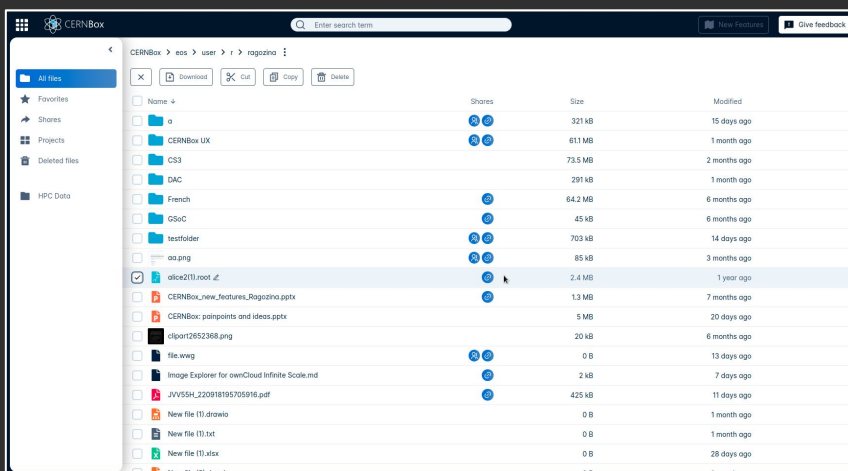 CERNBox
Enter search term
New Features
Give feedback
CERNBox > eos > user > r > ragozina
All files
Favorites
Shares
Projects
Deleted files
HPC Data
Download Cut Copy Delete
Name Shares Size Modified
a 321 kB 15 days ago
CERNBox UX 61.1 MB 1 month ago
CS3 73.5 MB 2 months ago
DAC 291 kB 1 month ago
French 64.2 MB 6 months ago
GSoC 45 kB 6 months ago
testfolder 703 kB 14 days ago
aa.png 85 kB 3 months ago
alice2(1).root 2.4 MB 1 year ago
CERNBox_new_features_Ragozina.pptx 1.3 MB 7 months ago
CERNBox: painpoints and ideas.pptx 5 MB 20 days ago
clipart2652368.png 20 kB 6 months ago
file.wwg 0 B 13 days ago
Image Explorer for ownCloud Infinite Scale.md 2 kB 7 days ago
JVV55H_220918195705916.pdf 425 kB 11 days ago
New file (1).drawio 0 B 1 month ago
New file (1).txt 0 B 1 month ago
New file (1).xlsx 0 B 28 days ago